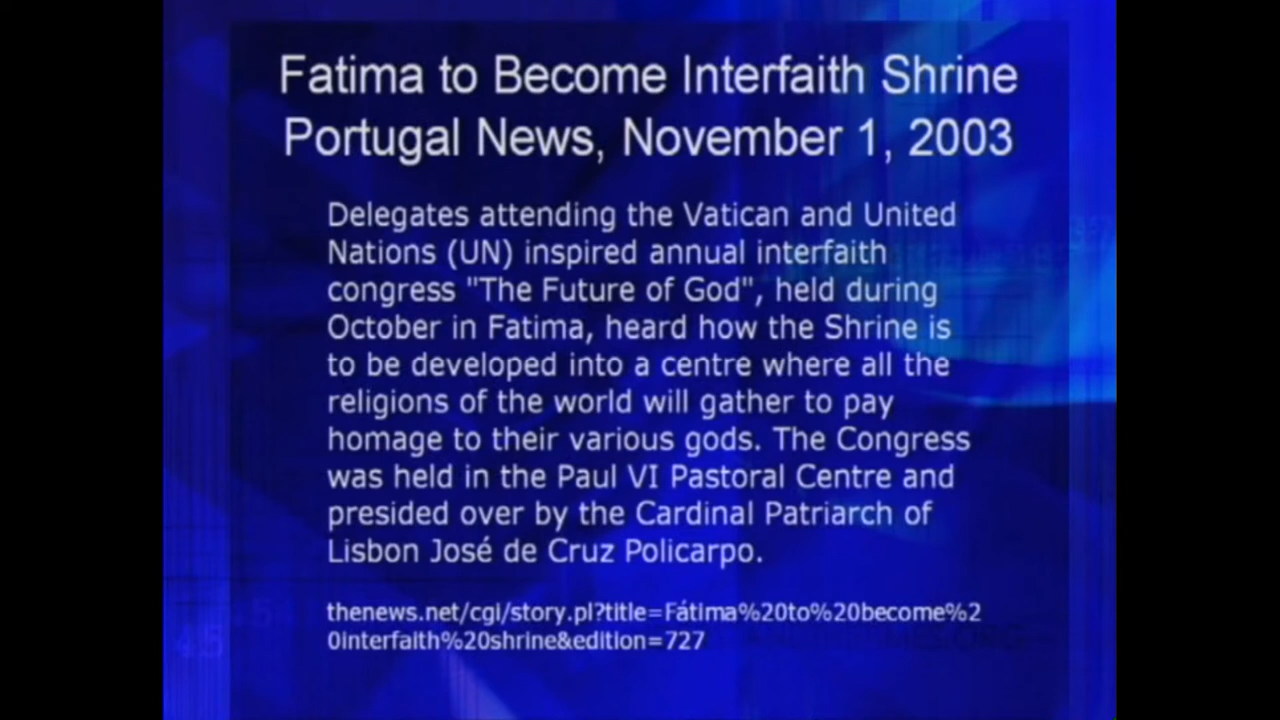 Fatima to Become Interfaith Shrine
Portugal News, November 1, 2003
Delegates attending the Vatican and United
Nations (UN) inspired annual interfaith
congress "The Future of God", held during
October in Fatima, heard how the Shrine is
to be developed into a centre where all the
religions of the world will gather to pay
homage to their various gods. The Congress
was held in the Paul VI Pastoral Centre and
presided over by the Cardinal Patriarch of
Lisbon José de Cruz Policarpo.
thenews.net/cgi/story.pl?title=Fátima%20to%20become%2
0interfaith%20shrine&edition=727